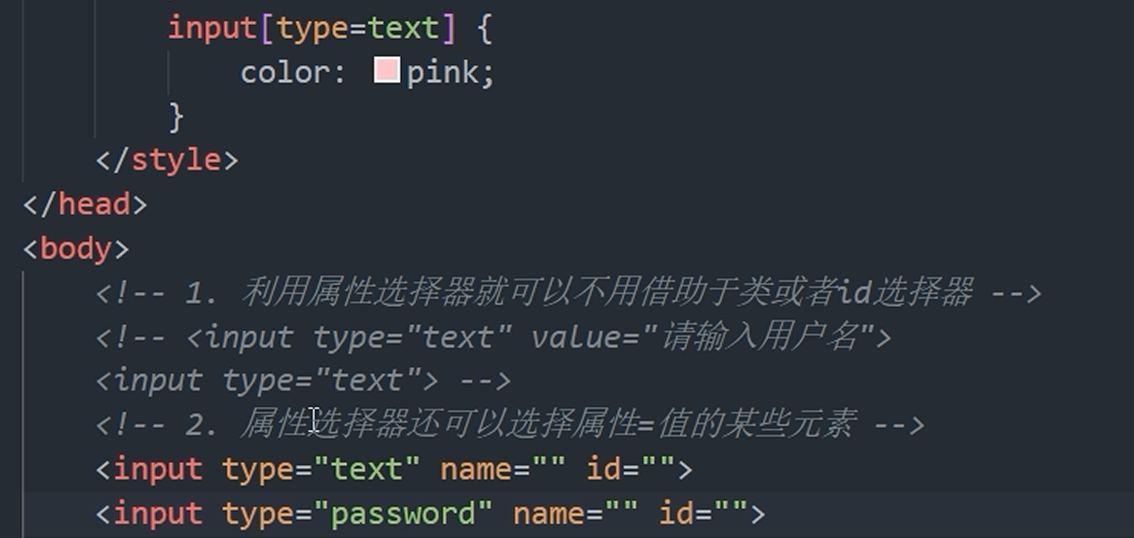 input[type=text] {
color: pink;
}
</style>
</head>
<body>
<!-- 1. 利用属性选择器就可以不用借助于类或者id选择器 -->
<!-- <input type="text" value="请输入用户名">
<input type="text"> -->
<!-- 2. 属性选择器还可以选择属性=值的某些元素 -->
<input type="text" name="" id="">
<input type="password" name="" id="">